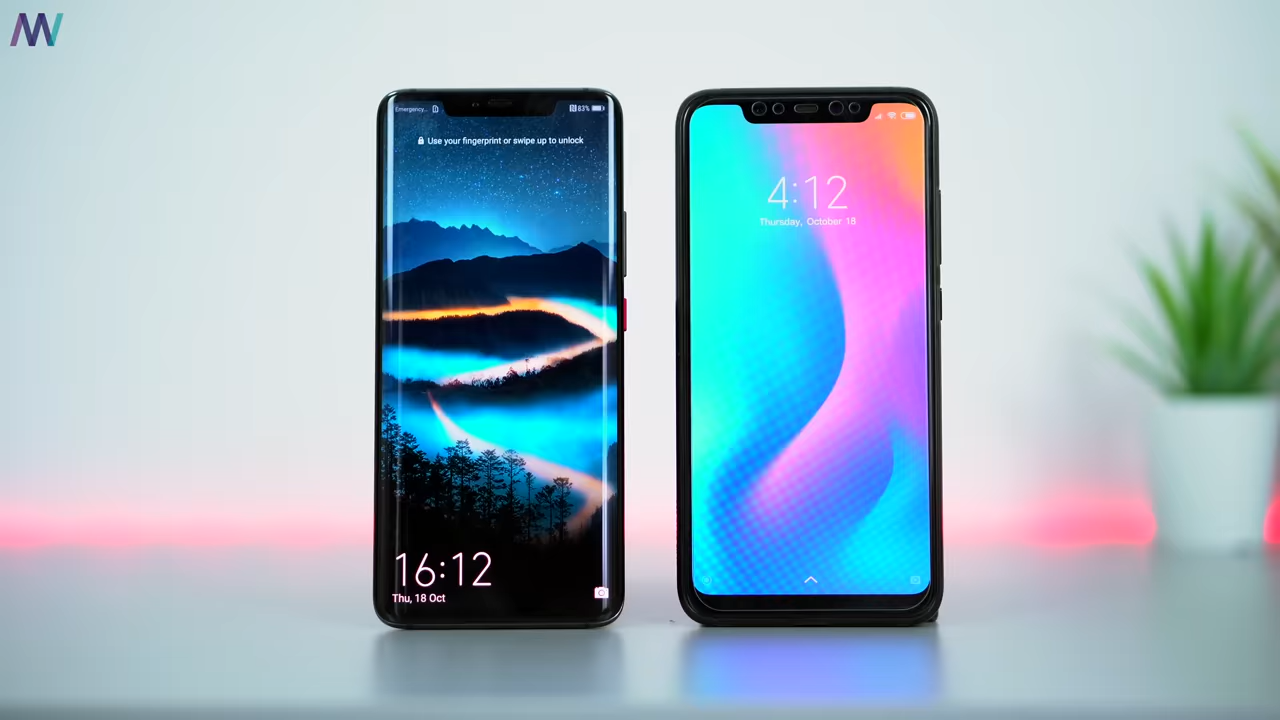 Emergency...
83%
Use your fingerprint or swipe up to unlock
16:12
Thu, 18 Oct
4:12
Thursday, October 18